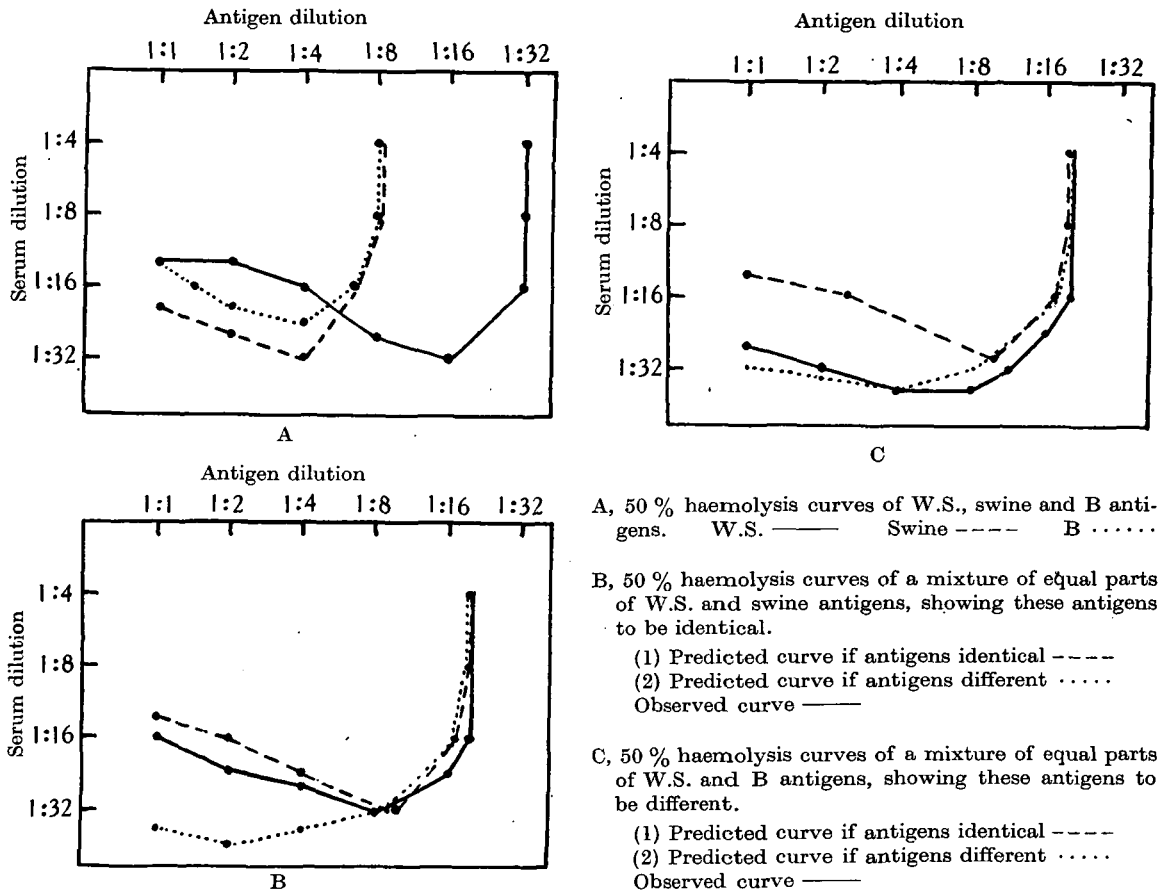 Antigen dilution
1:1 1:2 1:4 1:8 1:16 1:32
Serum dilution
1:4
1:8
1:16
1:32
A
Antigen dilution
1:1 1:2 1:4 1:8 1:16 1:32
Serum dilution
1:4
1:8
1:16
1:32
C
Antigen dilution
1:1 1:2 1:4 1:8 1:16 1:32
Serum dilution
1:4
1:8
1:16
1:32
B
A, 50 % haemolysis curves of W.S., swine and B anti-
gens. W.S. —— Swine ---- B ······
B, 50 % haemolysis curves of a mixture of equal parts
of W.S. and swine antigens, showing these antigens
to be identical.
(1) Predicted curve if antigens identical ----
(2) Predicted curve if antigens different ·····
Observed curve ——
C, 50 % haemolysis curves of a mixture of equal parts
of W.S. and B antigens, showing these antigens to
be different.
(1) Predicted curve if antigens identical ----
(2) Predicted curve if antigens different ·····
Observed curve ——